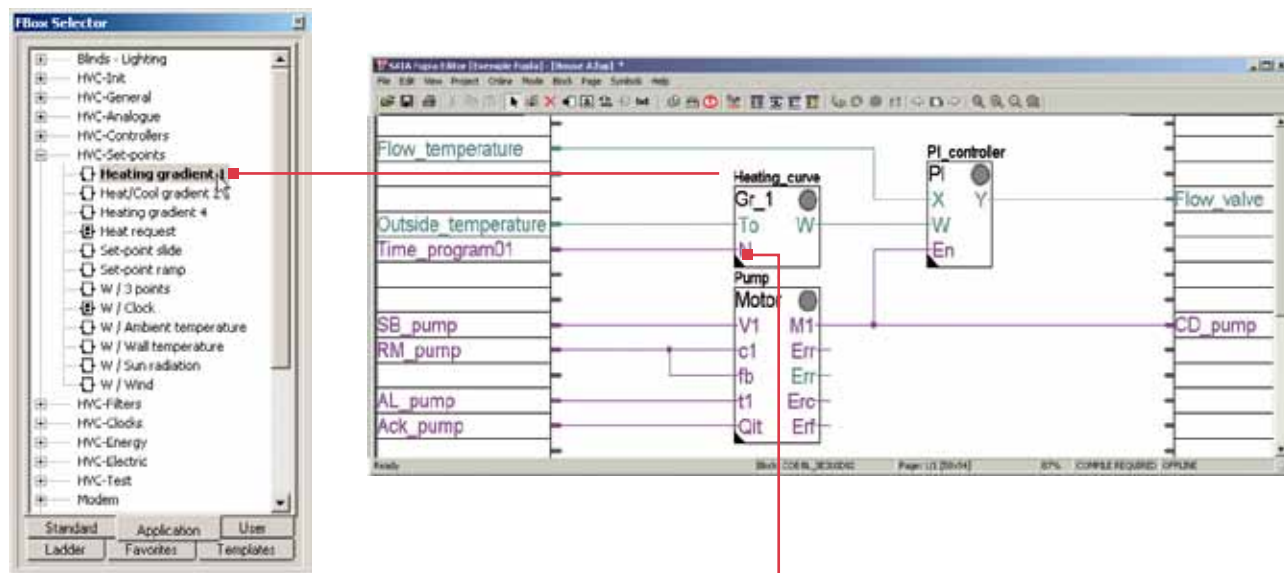 FBox Selector
Blinds - Lighting
HVC-Init
HVC-General
HVC-Analogue
HVC-Controllers
HVC-Set-points
Heating gradient 1
Heat/Cool gradient 2
Heating gradient 4
Heat request
Set-point slide
Set-point ramp
W / 3 points
W / Clock
W / Ambient temperature
W / Wall temperature
W / Sun radiation
W / Wind
HVC-Filters
HVC-Clocks
HVC-Energy
HVC-Electric
HVC-Test
Modem
Standard Application User
Ladder Favorites Templates
File Edit View Project Online Mode Block Page Symbols Help
Flow_temperature
Outside_temperature
Time_program01
SB_pump
RM_pump
AL_pump
Ack_pump
Heating_curve
Gr_1
To W
N
Pump
Motor
V1 M1
c1 Err
fb Err
t1 Erc
Qit Erf
PI_controller
PI
X Y
W
En
Flow_valve
CD_pump
Ready
87% COMPILE REQUIRED OFFLINE